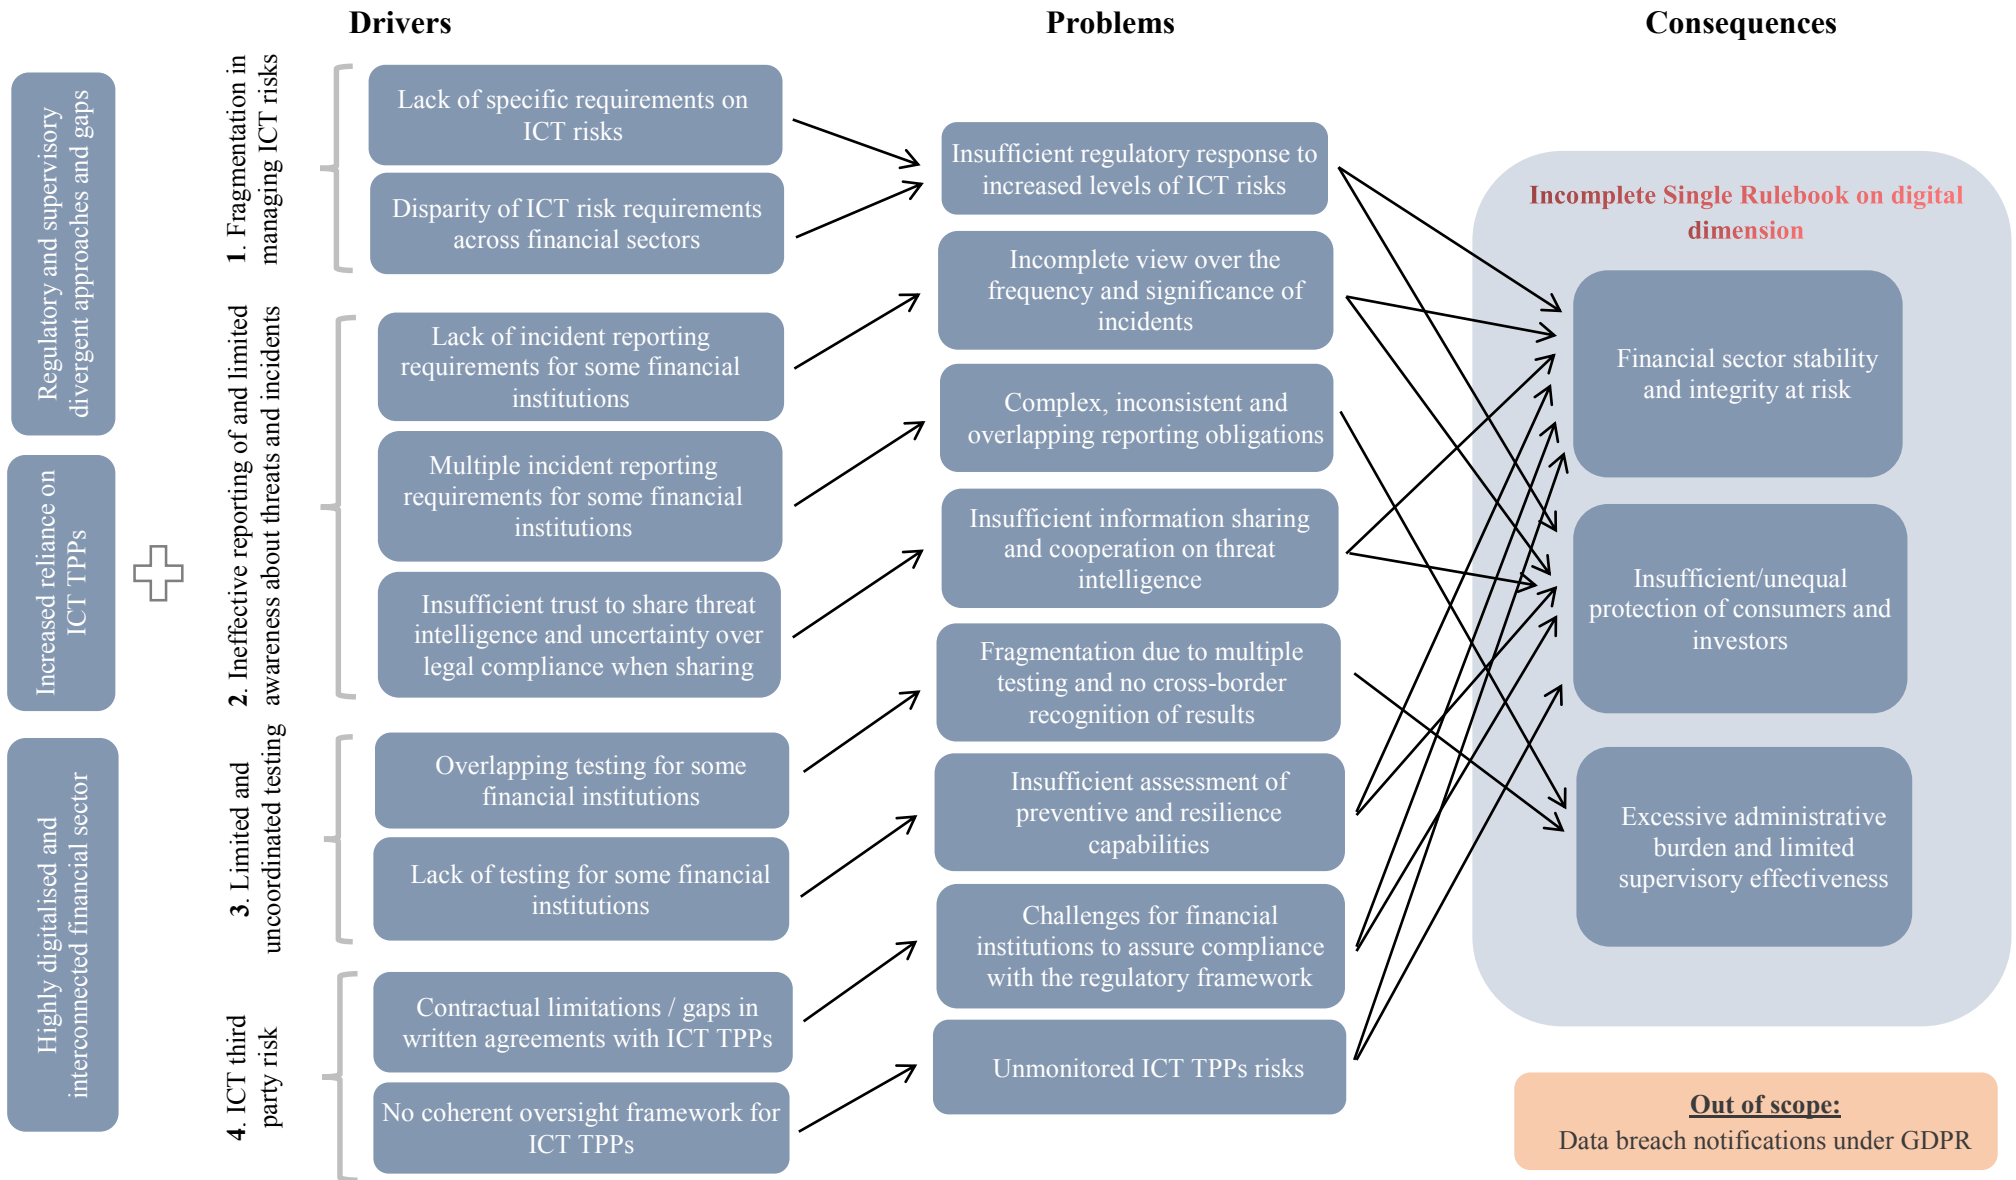 Drivers
Problems
Consequences
Regulatory and supervisory
divergent approaches and gaps
Increased reliance on
ICT TPPs
Highly digitalised and
interconnected financial sector
1. Fragmentation in
managing ICT risks
2. Ineffective reporting of and limited
awareness about threats and incidents
3. Limited and
uncoordinated testing
4. ICT third
party risk
Lack of specific requirements on
ICT risks
Disparity of ICT risk requirements
across financial sectors
Lack of incident reporting
requirements for some financial
institutions
Multiple incident reporting
requirements for some financial
institutions
Insufficient trust to share threat
intelligence and uncertainty over
legal compliance when sharing
Overlapping testing for some
financial institutions
Lack of testing for some financial
institutions
Contractual limitations / gaps in
written agreements with ICT TPPs
No coherent oversight framework for
ICT TPPs
Insufficient regulatory response to
increased levels of ICT risks
Incomplete view over the
frequency and significance of
incidents
Complex, inconsistent and
overlapping reporting obligations
Insufficient information sharing
and cooperation on threat
intelligence
Fragmentation due to multiple
testing and no cross-border
recognition of results
Insufficient assessment of
preventive and resilience
capabilities
Challenges for financial
institutions to assure compliance
with the regulatory framework
Unmonitored ICT TPPs risks
Incomplete Single Rulebook on digital
dimension
Financial sector stability
and integrity at risk
Insufficient/unequal
protection of consumers and
investors
Excessive administrative
burden and limited
supervisory effectiveness
Out of scope:
Data breach notifications under GDPR